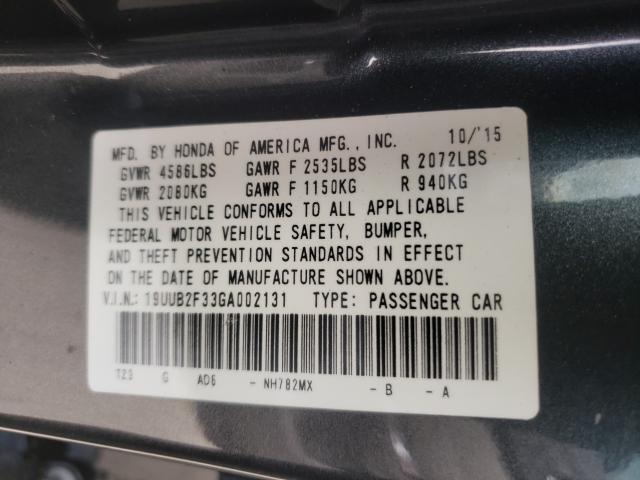 MFD. BY HONDA OF AMERICA MFG., INC. 10/'15
GVWR 4586LBS GAWR F 2535LBS R 2072LBS
GVWR 2080KG GAWR F 1150KG R 940KG
THIS VEHICLE CONFORMS TO ALL APPLICABLE
FEDERAL MOTOR VEHICLE SAFETY, BUMPER,
AND THEFT PREVENTION STANDARDS IN EFFECT
ON THE DATE OF MANUFACTURE SHOWN ABOVE.
V.I.N.: 19UUB2F33GA002131 TYPE: PASSENGER CAR
T23 G AD6 - NH782MX - B - A